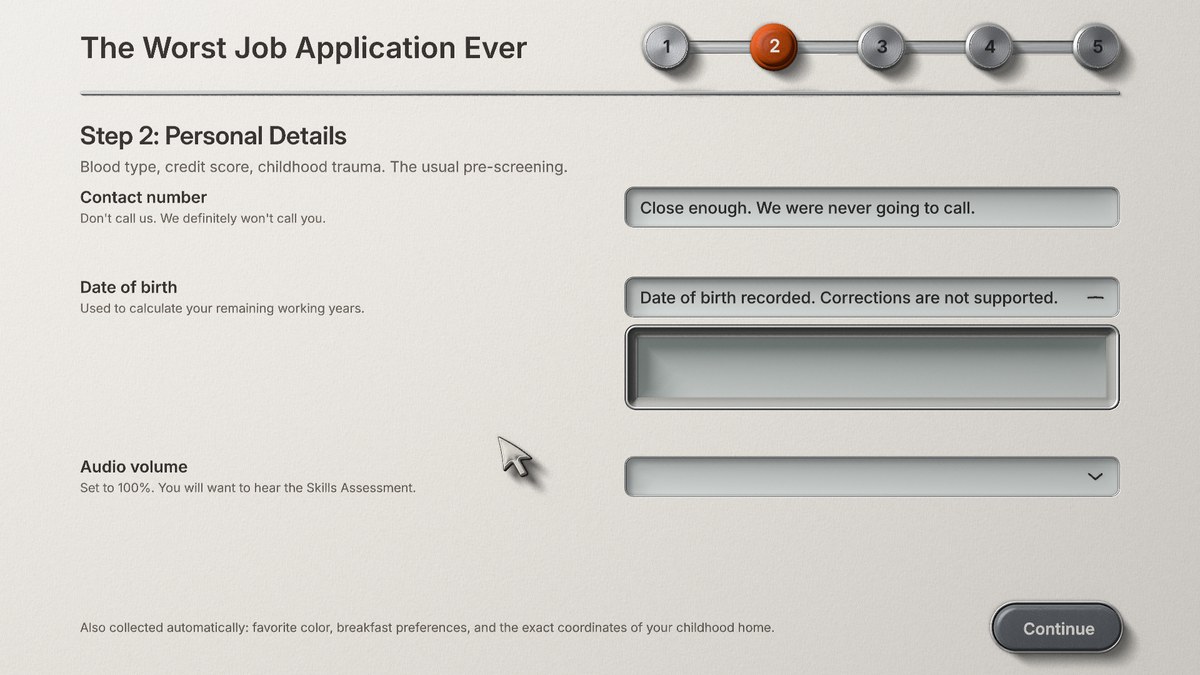 The Worst Job Application Ever
1 2 3 4 5
Step 2: Personal Details
Blood type, credit score, childhood trauma. The usual pre-screening.
Contact number
Don't call us. We definitely won't call you.
Close enough. We were never going to call.
Date of birth
Used to calculate your remaining working years.
Date of birth recorded. Corrections are not supported.
Audio volume
Set to 100%. You will want to hear the Skills Assessment.
Also collected automatically: favorite color, breakfast preferences, and the exact coordinates of your childhood home.
Continue